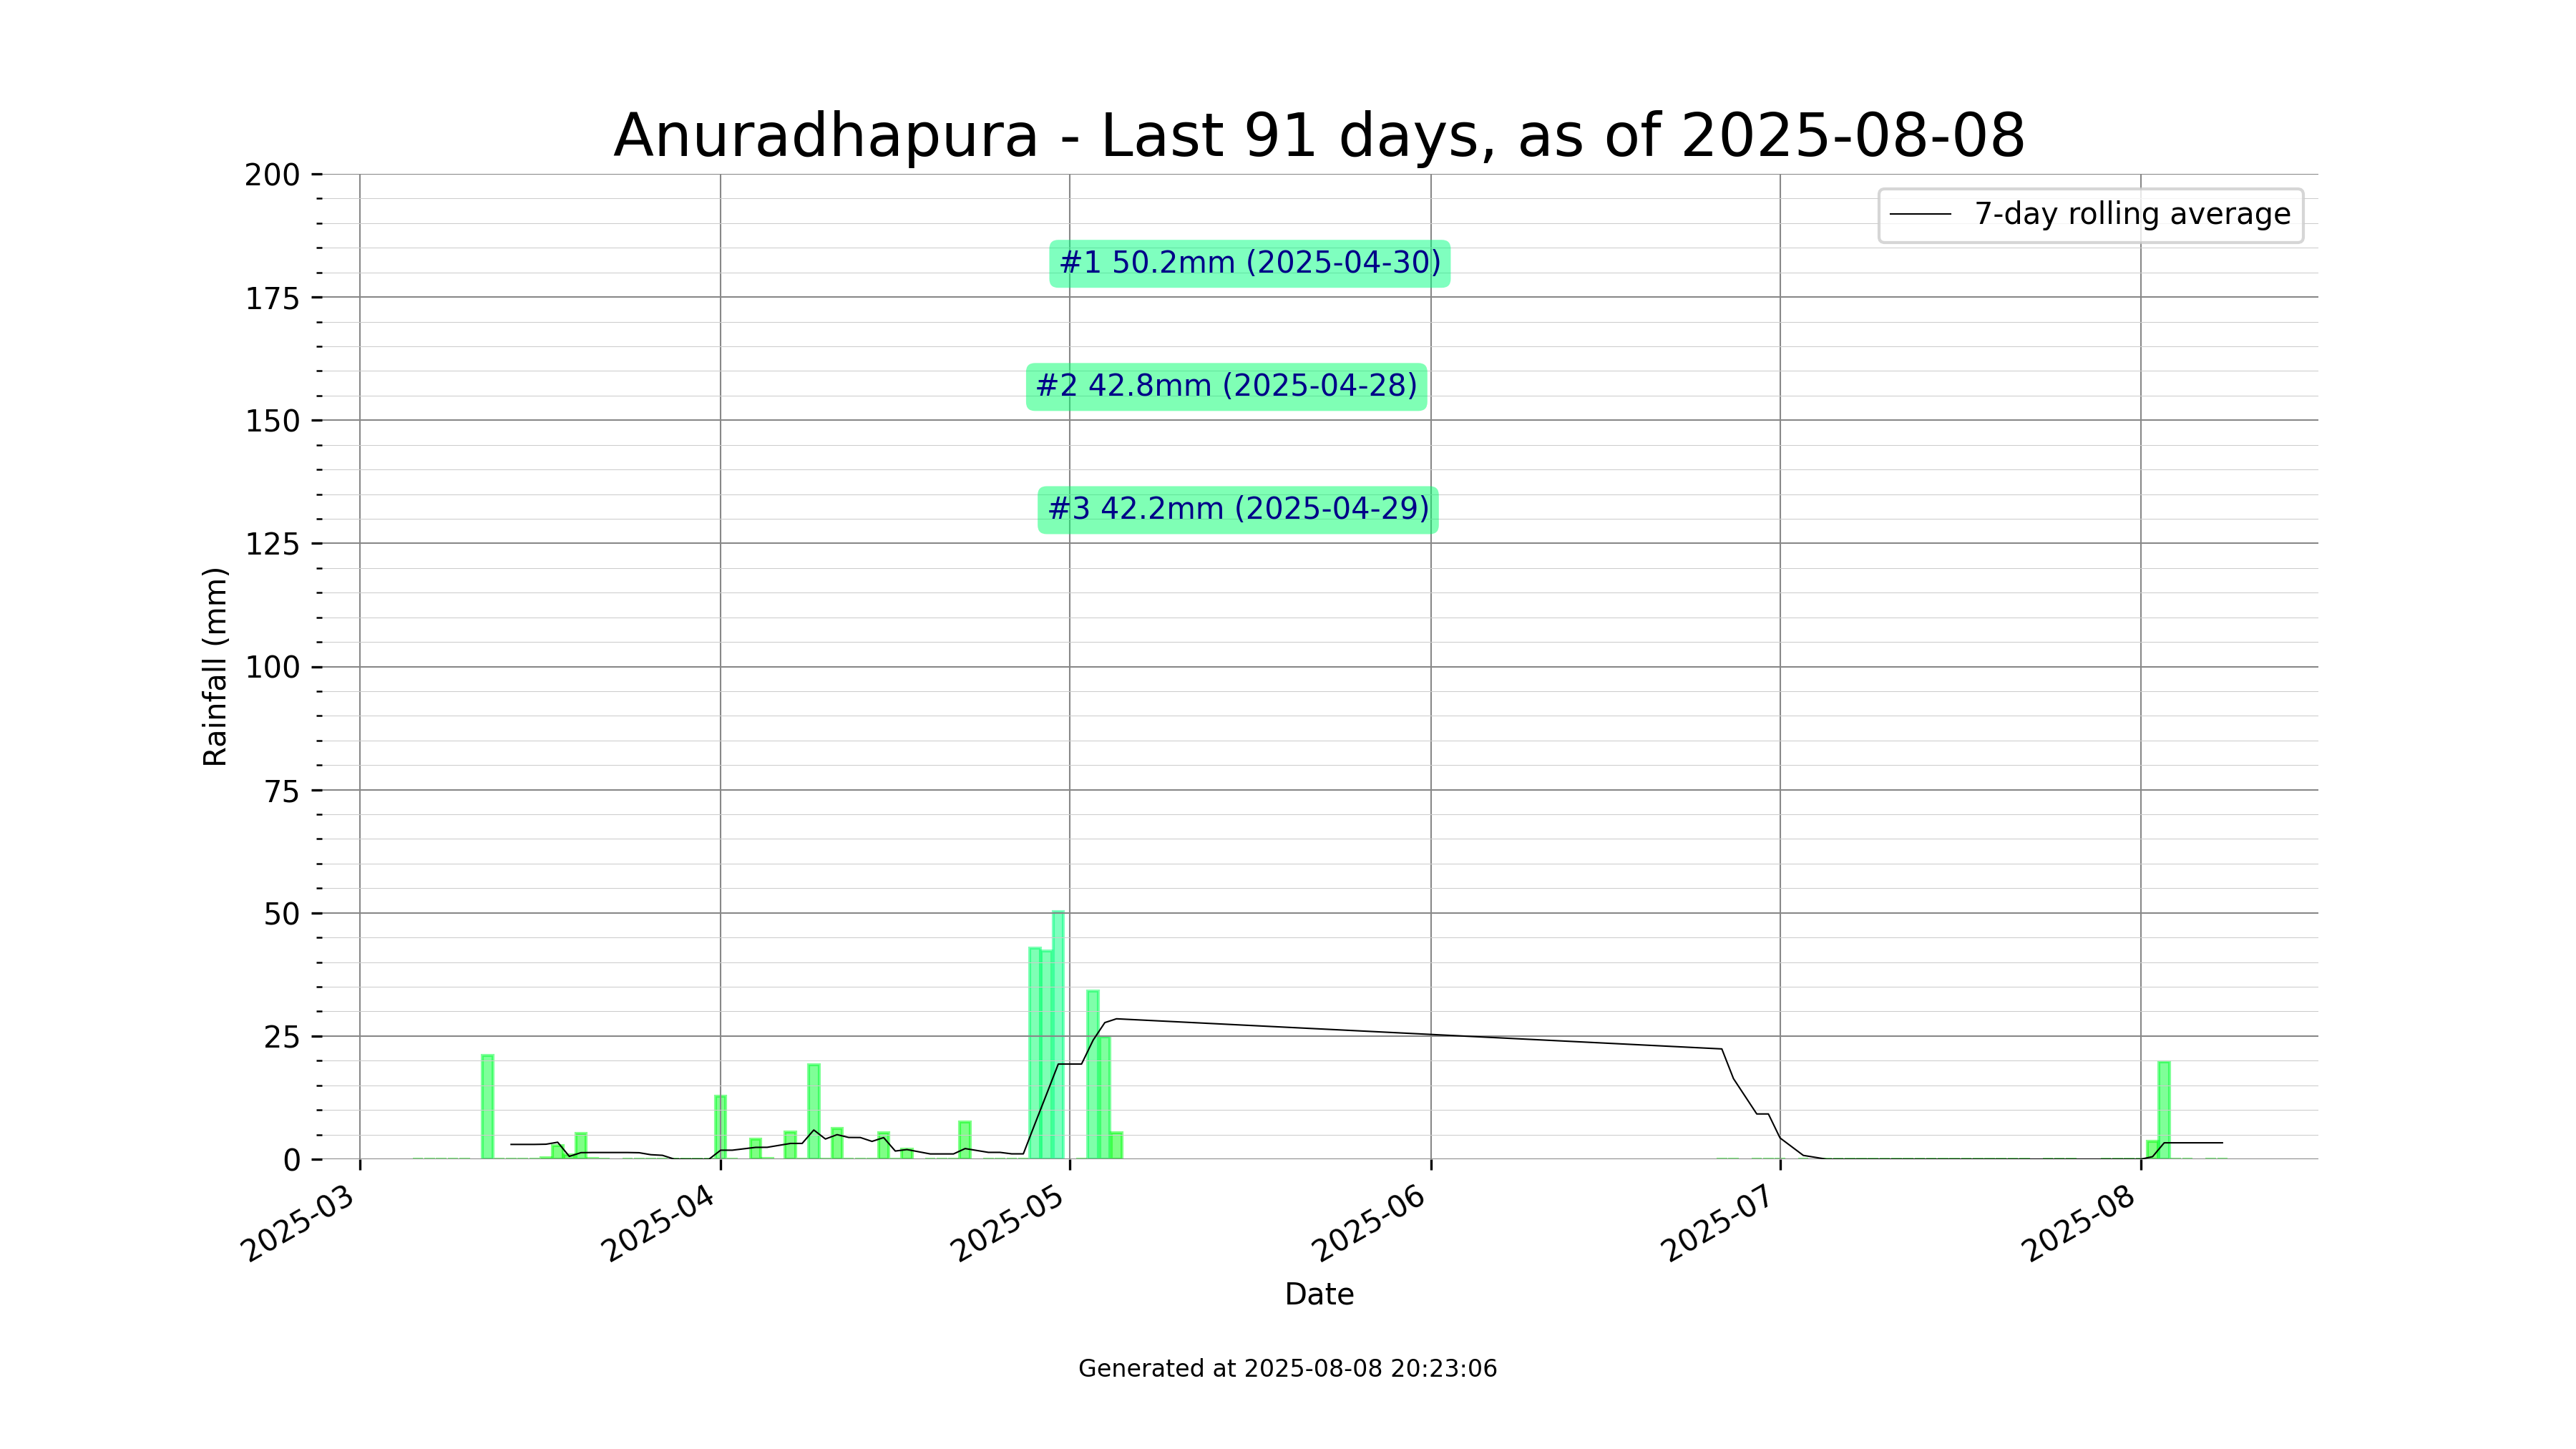 Anuradhapura - Last 91 days, as of 2025-08-08
7-day rolling average
#1 50.2mm (2025-04-30)
#2 42.8mm (2025-04-28)
#3 42.2mm (2025-04-29)
Rainfall (mm)
200
175
150
125
100
75
50
25
0
2025-03
2025-04
2025-05
2025-06
2025-07
2025-08
Date
Generated at 2025-08-08 20:23:06